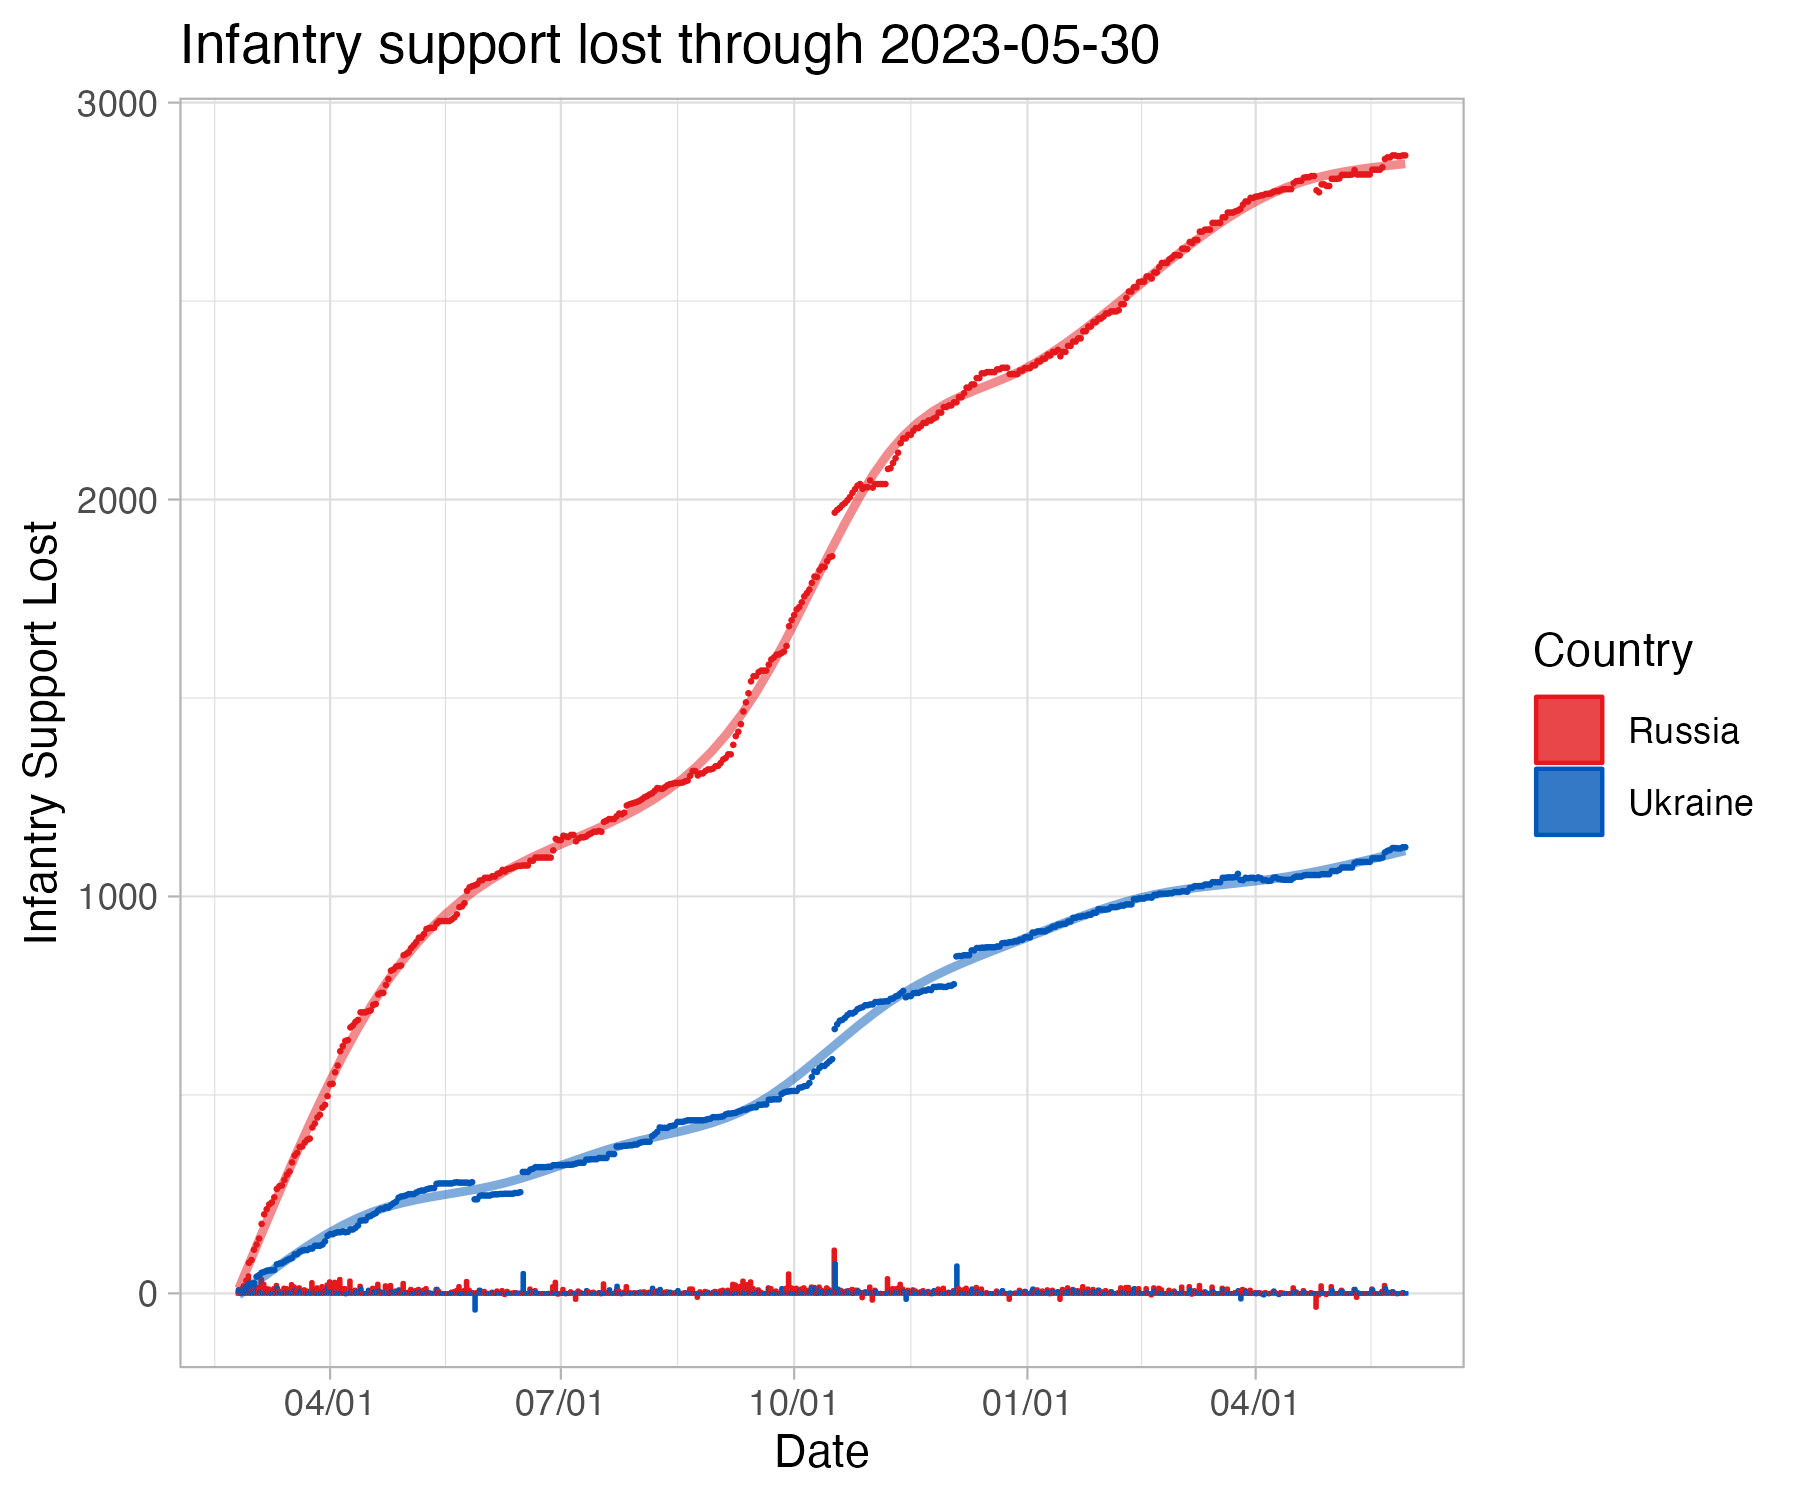 Infantry support lost through 2023-05-30
3000
2000
1000
0
Infantry Support Lost
04/01
07/01
10/01
01/01
04/01
Date
Country
Russia
Ukraine